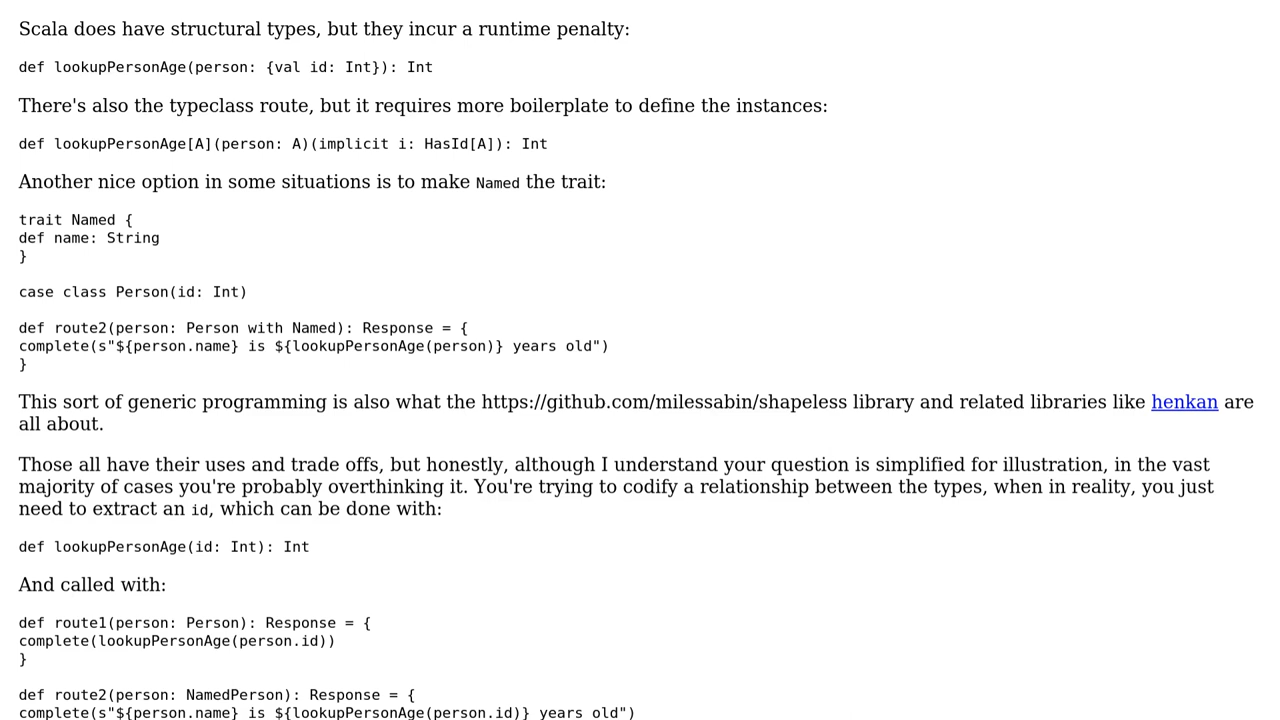 Scala does have structural types, but they incur a runtime penalty:
def lookupPersonAge(person: {val id: Int}): Int
There's also the typeclass route, but it requires more boilerplate to define the instances:
def lookupPersonAge[A](person: A)(implicit i: HasId[A]): Int
Another nice option in some situations is to make Named the trait:
trait Named {
def name: String
}
case class Person(id: Int)
def route2(person: Person with Named): Response = {
complete(s"${person.name} is ${lookupPersonAge(person)} years old")
}
This sort of generic programming is also what the https://github.com/milessabin/shapeless library and related libraries like henkan are
all about.
Those all have their uses and trade offs, but honestly, although I understand your question is simplified for illustration, in the vast
majority of cases you're probably overthinking it. You're trying to codify a relationship between the types, when in reality, you just
need to extract an id, which can be done with:
def lookupPersonAge(id: Int): Int
And called with:
def route1(person: Person): Response = {
complete(lookupPersonAge(person.id))
}
def route2(person: NamedPerson): Response = {
complete(s"${person.name} is ${lookupPersonAge(person.id)} years old")